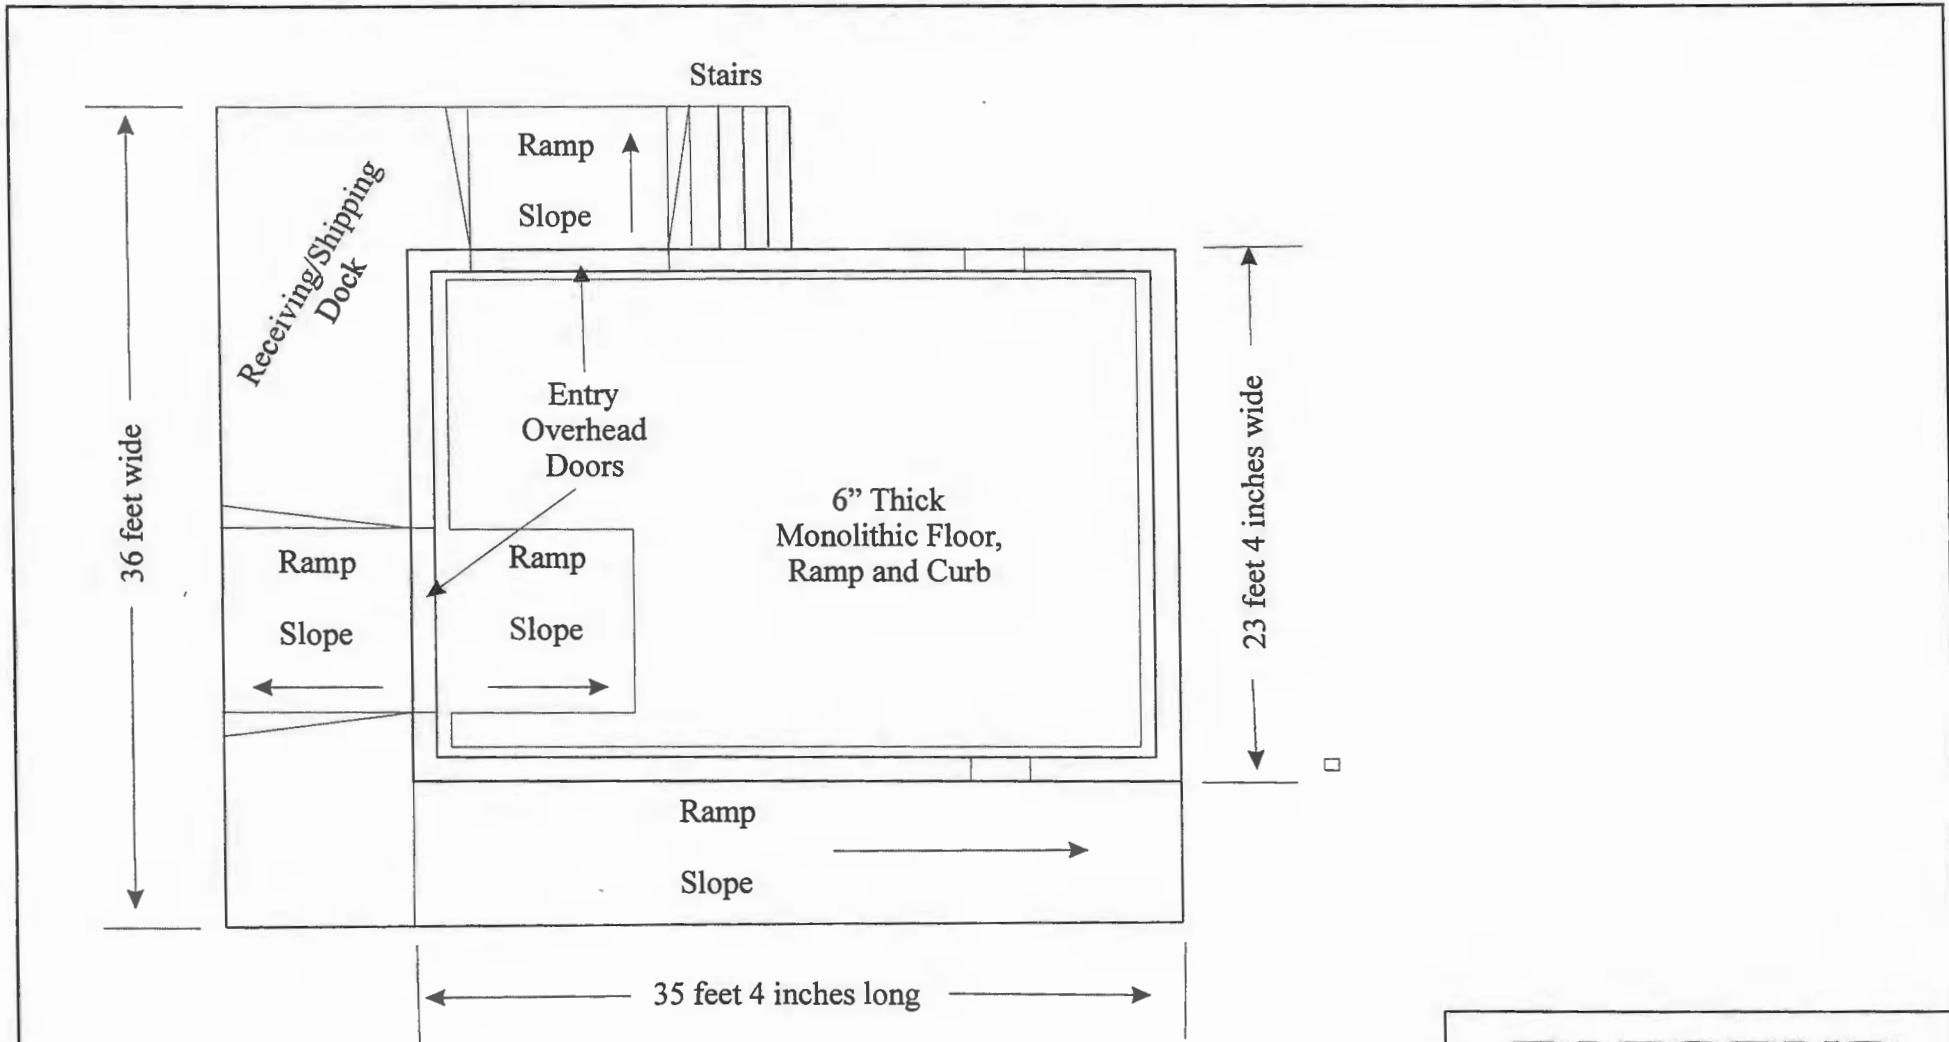 Stairs
Ramp
Slope
Receiving/Shipping
Dock
Entry
Overhead
Doors
36 feet wide
6” Thick
Monolithic Floor,
Ramp and Curb
23 feet 4 inches wide
Ramp
Slope
Ramp
Slope
Ramp
Slope
35 feet 4 inches long